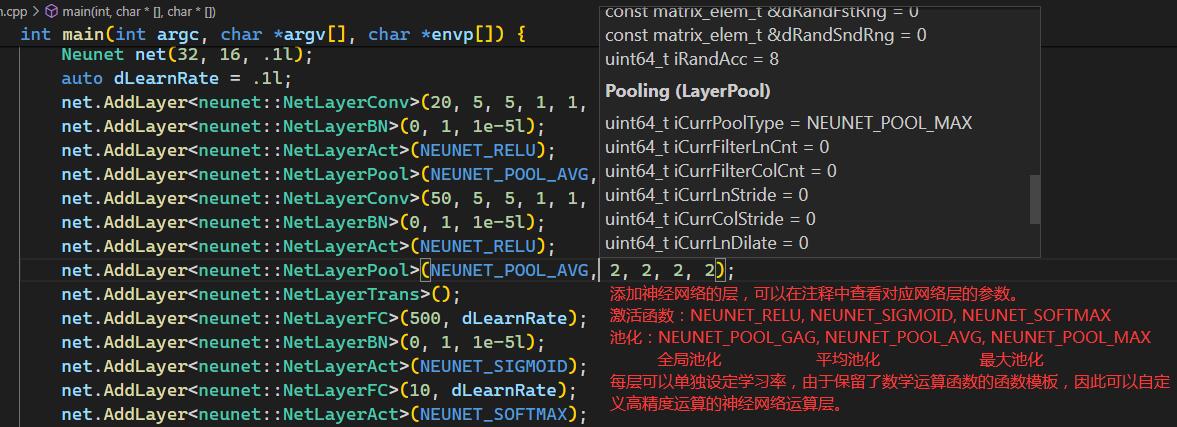 n.cpp > main(int, char * [], char * [])
int main(int argc, char *argv[], char *envp[]) {
Neunet net(32, 16, .1l);
auto dLearnRate = .1l;
net.AddLayer<neunet::NetLayerConv>(20, 5, 5, 1, 1,
net.AddLayer<neunet::NetLayerBN>(0, 1, 1e-5l);
net.AddLayer<neunet::NetLayerAct>(NEUNET_RELU);
net.AddLayer<neunet::NetLayerPool>(NEUNET_POOL_AVG,
net.AddLayer<neunet::NetLayerConv>(50, 5, 5, 1, 1,
net.AddLayer<neunet::NetLayerBN>(0, 1, 1e-5l);
net.AddLayer<neunet::NetLayerAct>(NEUNET_RELU);
net.AddLayer<neunet::NetLayerPool>(NEUNET_POOL_AVG, 2, 2, 2, 2);
net.AddLayer<neunet::NetLayerTrans>();
net.AddLayer<neunet::NetLayerFC>(500, dLearnRate);
net.AddLayer<neunet::NetLayerBN>(0, 1, 1e-5l);
net.AddLayer<neunet::NetLayerAct>(NEUNET_SIGMOID);
net.AddLayer<neunet::NetLayerFC>(10, dLearnRate);
net.AddLayer<neunet::NetLayerAct>(NEUNET_SOFTMAX);
const matrix_elem_t &dRandFstRng = 0
const matrix_elem_t &dRandSndRng = 0
uint64_t iRandAcc = 8
Pooling (LayerPool)
uint64_t iCurrPoolType = NEUNET_POOL_MAX
uint64_t iCurrFilterLnCnt = 0
uint64_t iCurrFilterColCnt = 0
uint64_t iCurrLnStride = 0
uint64_t iCurrColStride = 0
uint64_t iCurrLnDilate = 0
添加神经网络的层，可以在注释中查看对应网络层的参数。
激活函数：NEUNET_RELU, NEUNET_SIGMOID, NEUNET_SOFTMAX
池化：NEUNET_POOL_GAG, NEUNET_POOL_AVG, NEUNET_POOL_MAX
全局池化 平均池化 最大池化
每层可以单独设定学习率，由于保留了数学运算函数的函数模板，因此可以自定
义高精度运算的神经网络运算层。